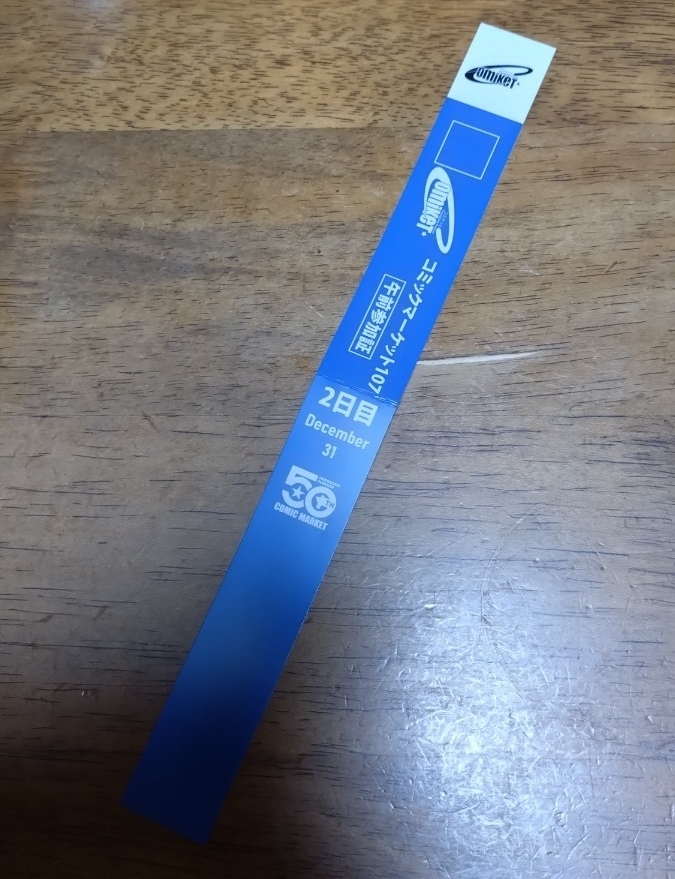 Comiket
Comiket
コミックマーケット107
午前参加証
2日目
December
31
50TH
COMIC MARKET